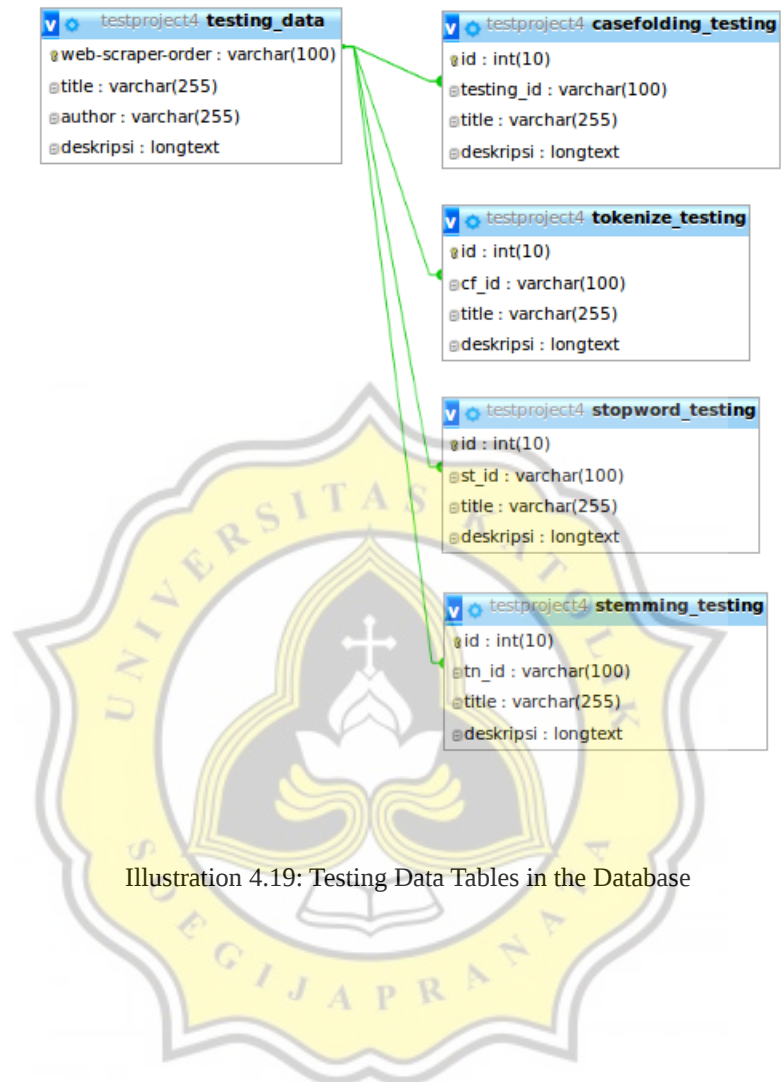 testproject4 testing_data
web-scraper-order : varchar(100)
title : varchar(255)
author : varchar(255)
deskripsi : longtext
testproject4 casefolding_testing
id : int(10)
testing_id : varchar(100)
title : varchar(255)
deskripsi : longtext
testproject4 tokenize_testing
id : int(10)
cf_id : varchar(100)
title : varchar(255)
deskripsi : longtext
testproject4 stopword_testing
id : int(10)
st_id : varchar(100)
title : varchar(255)
deskripsi : longtext
testproject4 stemming_testing
id : int(10)
tn_id : varchar(100)
title : varchar(255)
deskripsi : longtext
UNIVERSITAS KATOLIK
SOEGIJAPRANATA
Illustration 4.19: Testing Data Tables in the Database